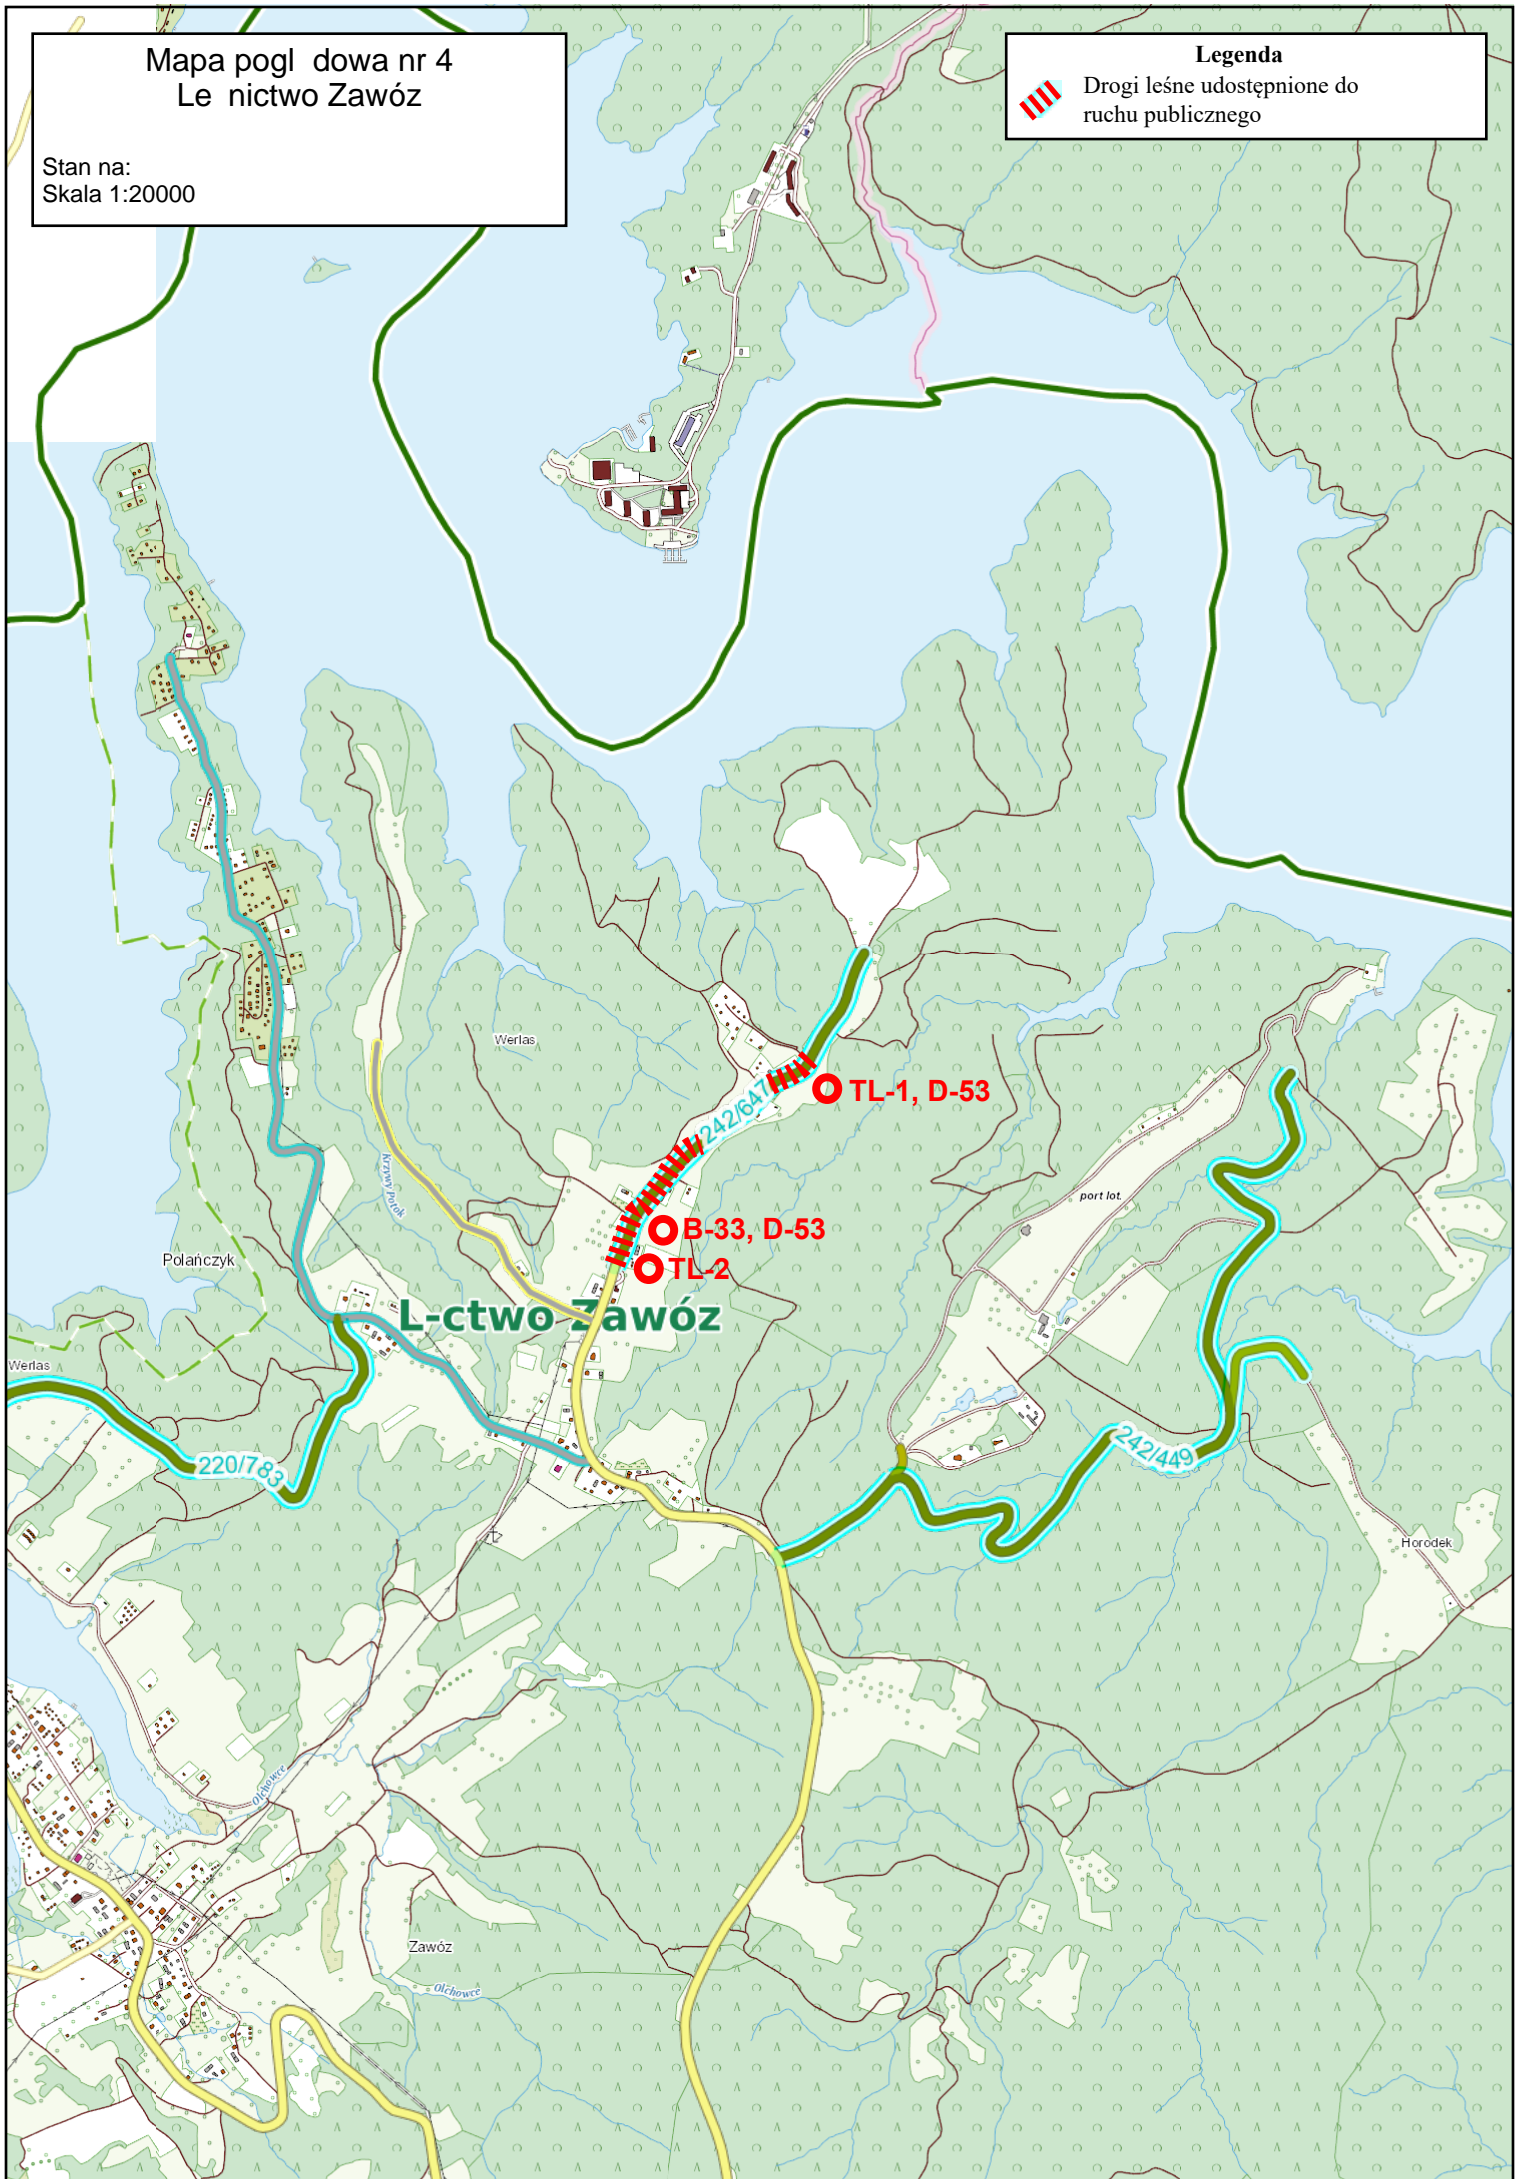 Mapa pogl dowa nr 4
Le nictwo Zawóz
Stan na:
Skala 1:20000
Legenda
Drogi leśne udostępnione do
ruchu publicznego
Werlas
242/647
TL-1, D-53
Krzywy Potok
port lot.
B-33, D-53
Polańczyk
TL-2
L-ctwo Zawóz
Werlas
220/783
242/449
Horodek
Olchowce
Zawóz
Olchowce